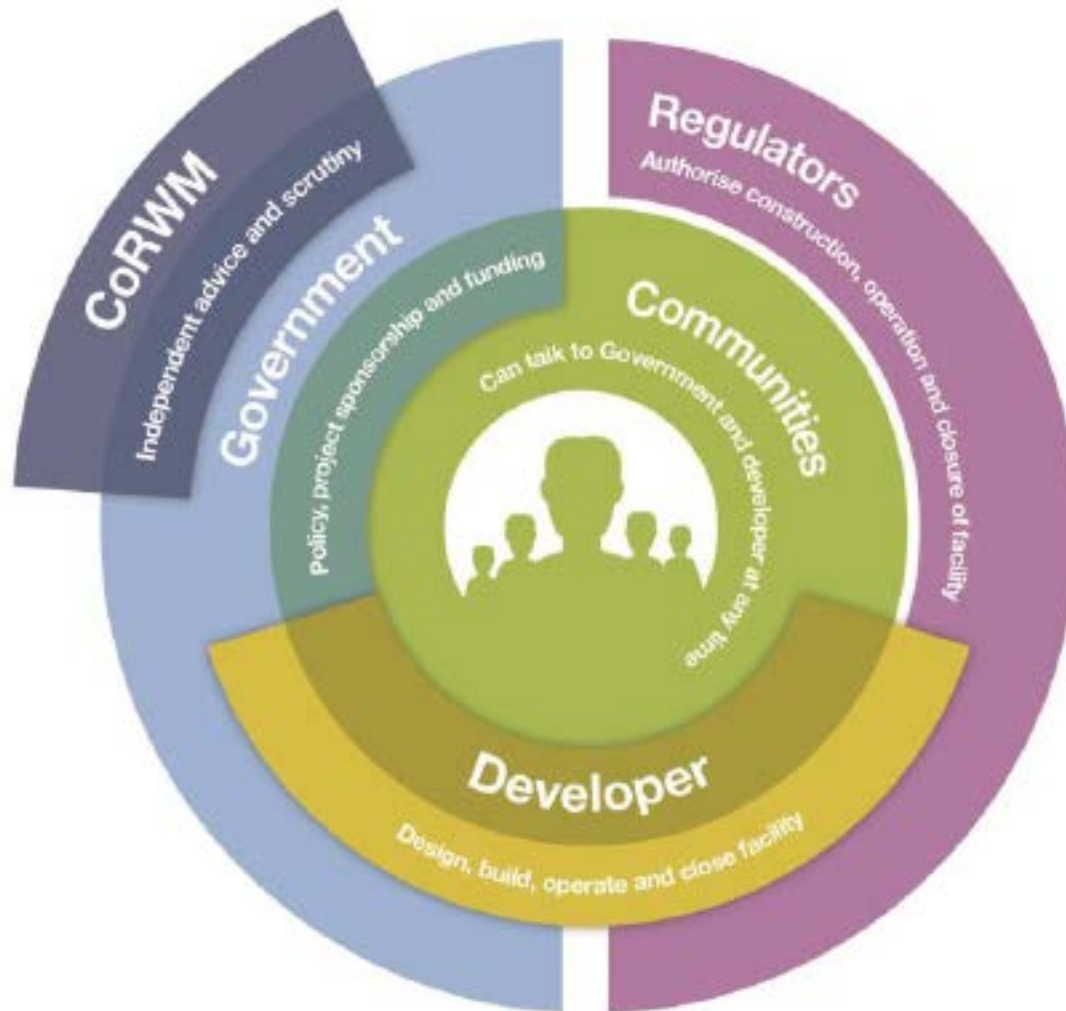 CoRWM
Independent advice and scrutiny
Government
Policy, project sponsorship and funding
Regulators
Authorise construction, operation and closure of facility
Communities
Can talk to Government and developer at any time
Developer
Design, build, operate and close facility